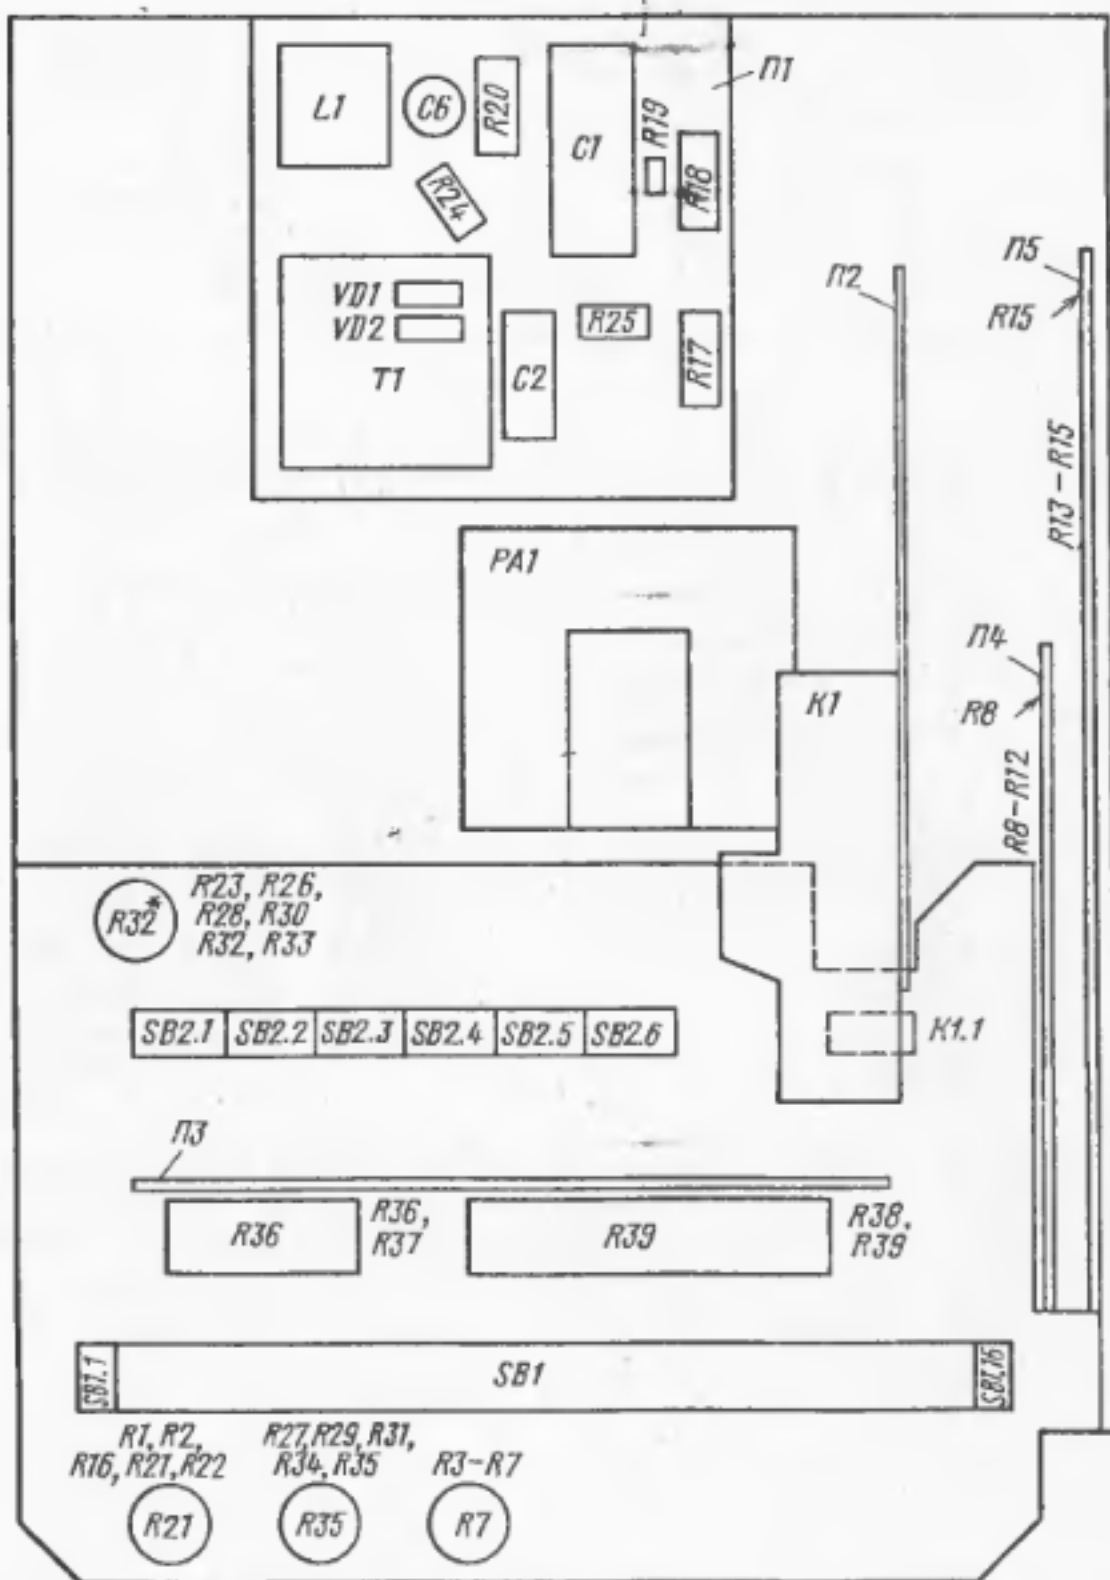 L1
C6
R20
C1
R19
П1
R18
R24
VD1
VD2
T1
C2
R25
R17
П2
П5
R15
R13-R15
PA1
П4
R8
K1
R8-R12
R32*
R23, R26,
R28, R30
R32, R33
SB2.1 SB2.2 SB2.3 SB2.4 SB2.5 SB2.6
K1.1
П3
R36
R36,
R37
R39
R38,
R39
SB1.1
SB1
SB1.16
R1, R2,
R16, R21, R22
R27, R29, R31,
R34, R35
R3-R7
R21
R35
R7